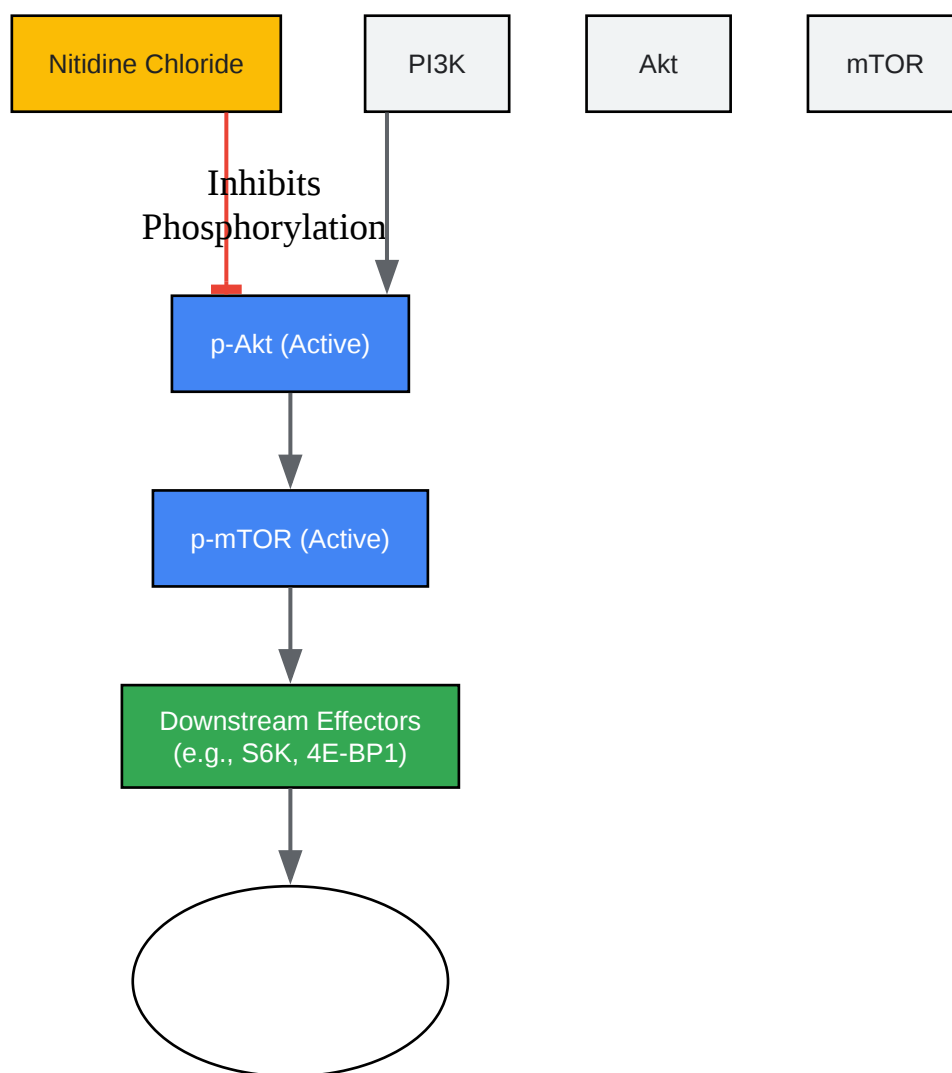 Nitidine Chloride
PI3K
Akt
mTOR
Inhibits
Phosphorylation
p-Akt (Active)
p-mTOR (Active)
Downstream Effectors
(e.g., S6K, 4E-BP1)